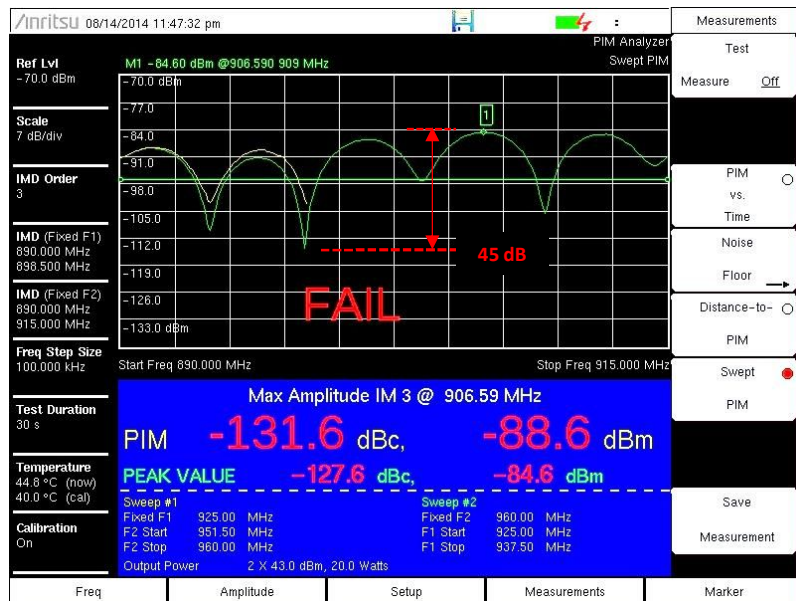 /Inritsu 08/14/2014 11:47:32 pm :
Measurements
Ref Lvl
-70.0 dBm
Scale
7 dB/div
IMD Order
3
IMD (Fixed F1)
890.000 MHz
898.500 MHz
IMD (Fixed F2)
890.000 MHz
915.000 MHz
Freq Step Size
100.000 kHz
Test Duration
30 s
Temperature
44.8 °C (now)
40.0 °C (cal)
Calibration
On
PIM Analyzer
M1 -84.60 dBm @906.590 909 MHz
Swept PIM
-70.0 dBm
-77.0
-84.0
-91.0
-98.0
-105.0
-112.0
-119.0
-126.0
-133.0 dBm
1
45 dB
FAIL
Start Freq 890.000 MHz
Stop Freq 915.000 MHz
Max Amplitude IM 3 @ 906.59 MHz
PIM -131.6 dBc, -88.6 dBm
PEAK VALUE -127.6 dBc, -84.6 dBm
Sweep #1
Fixed F1 925.00 MHz
F2 Start 951.50 MHz
F2 Stop 960.00 MHz
Sweep #2
Fixed F2 960.00 MHz
F1 Start 925.00 MHz
F1 Stop 937.50 MHz
Output Power 2 X 43.0 dBm, 20.0 Watts
Test
Measure Off
PIM
vs.
Time
Noise
Floor
Distance-to-
PIM
Swept
PIM
Save
Measurement
Freq
Amplitude
Setup
Measurements
Marker